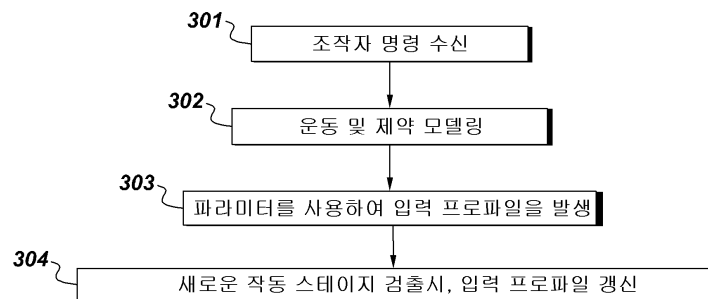 301
조작자 명령 수신
302
운동 및 제약 모델링
303
파라미터를 사용하여 입력 프로파일을 발생
304
새로운 작동 스테이지 검출시, 입력 프로파일 갱신